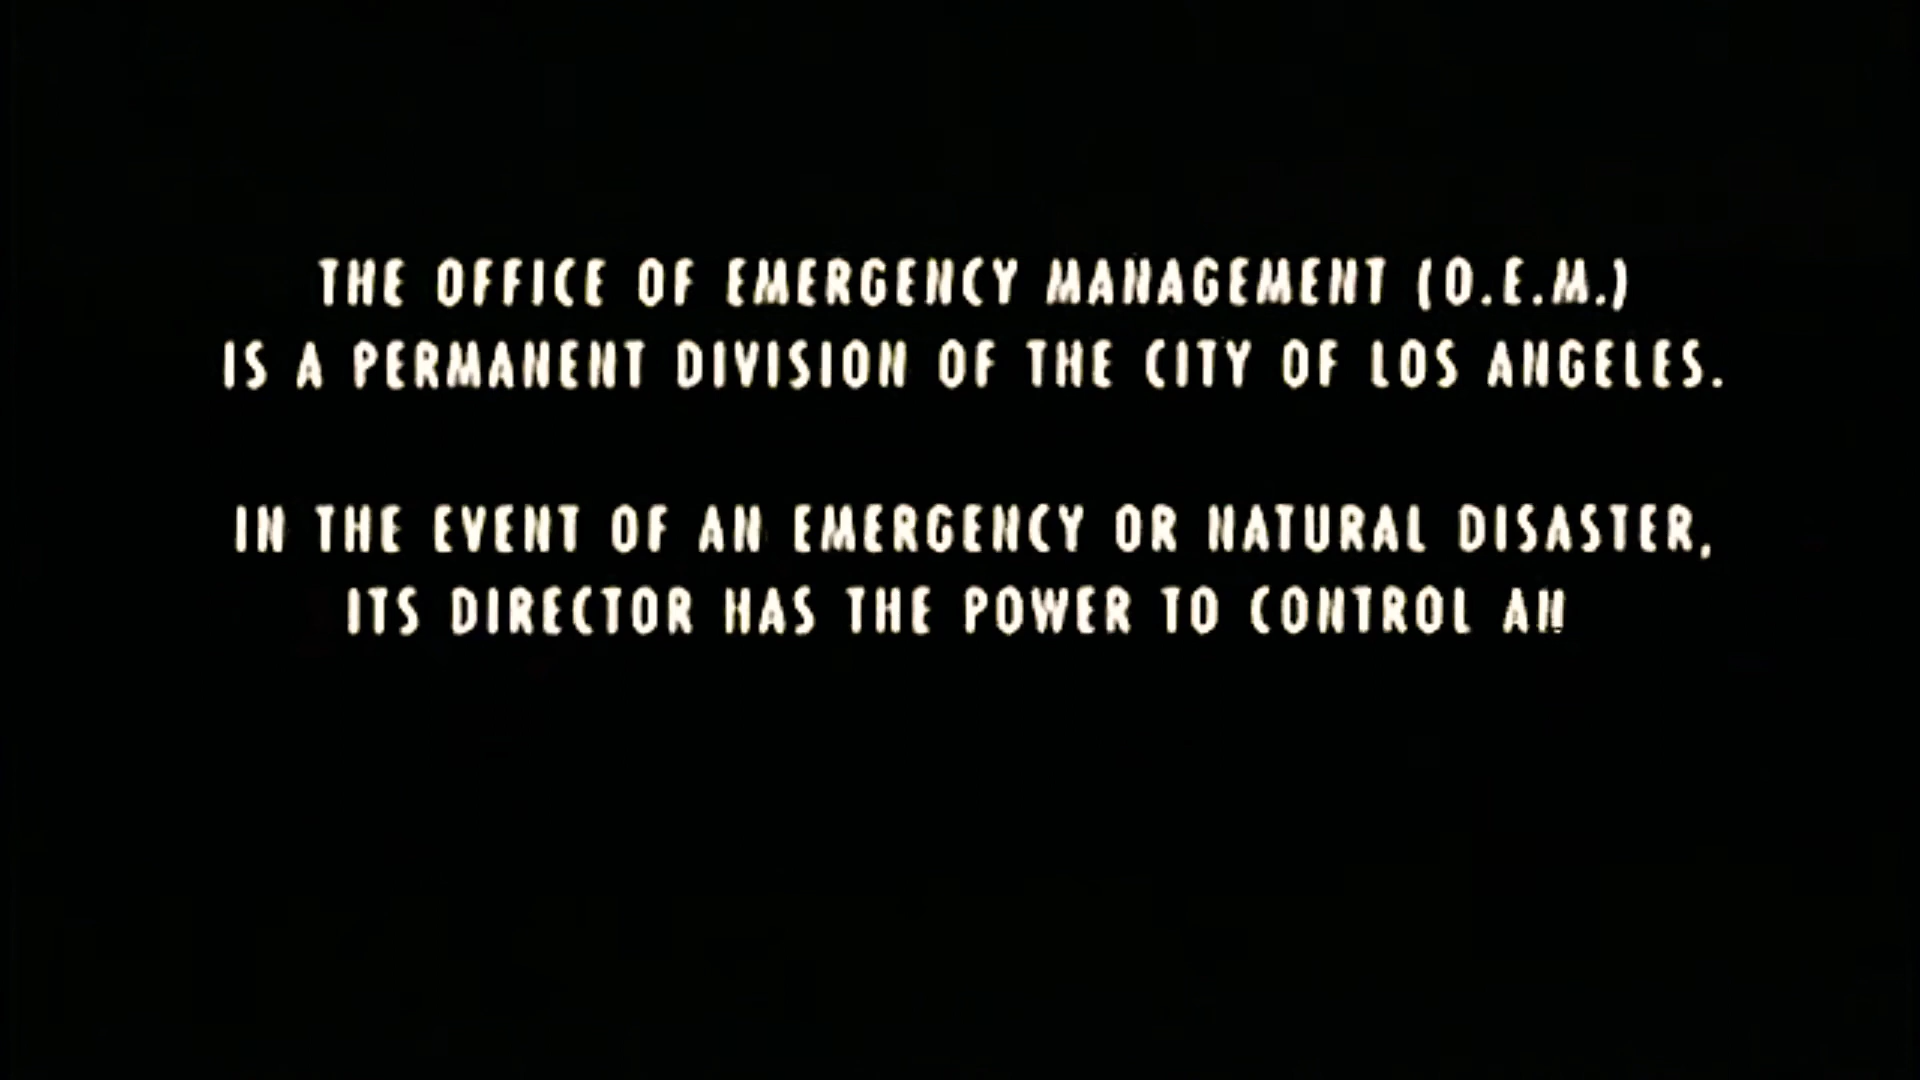 THE OFFICE OF EMERGENCY MANAGEMENT (O.E.M.)
IS A PERMANENT DIVISION OF THE CITY OF LOS ANGELES.
IN THE EVENT OF AN EMERGENCY OR NATURAL DISASTER,
ITS DIRECTOR HAS THE POWER TO CONTROL AN